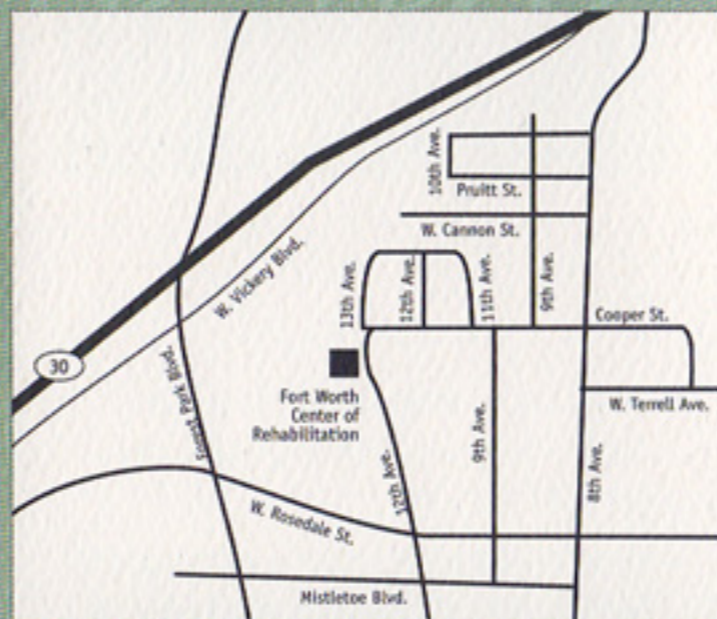 10th Ave.
Pruitt St.
W. Cannon St.
W. Vickery Blvd.
13th Ave.
12th Ave.
11th Ave.
9th Ave.
Cooper St.
30
Forest Park Blvd.
Fort Worth
Center of
Rehabilitation
W. Terrell Ave.
9th Ave.
8th Ave.
12th Ave.
W. Rosedale St.
Mistletoe Blvd.